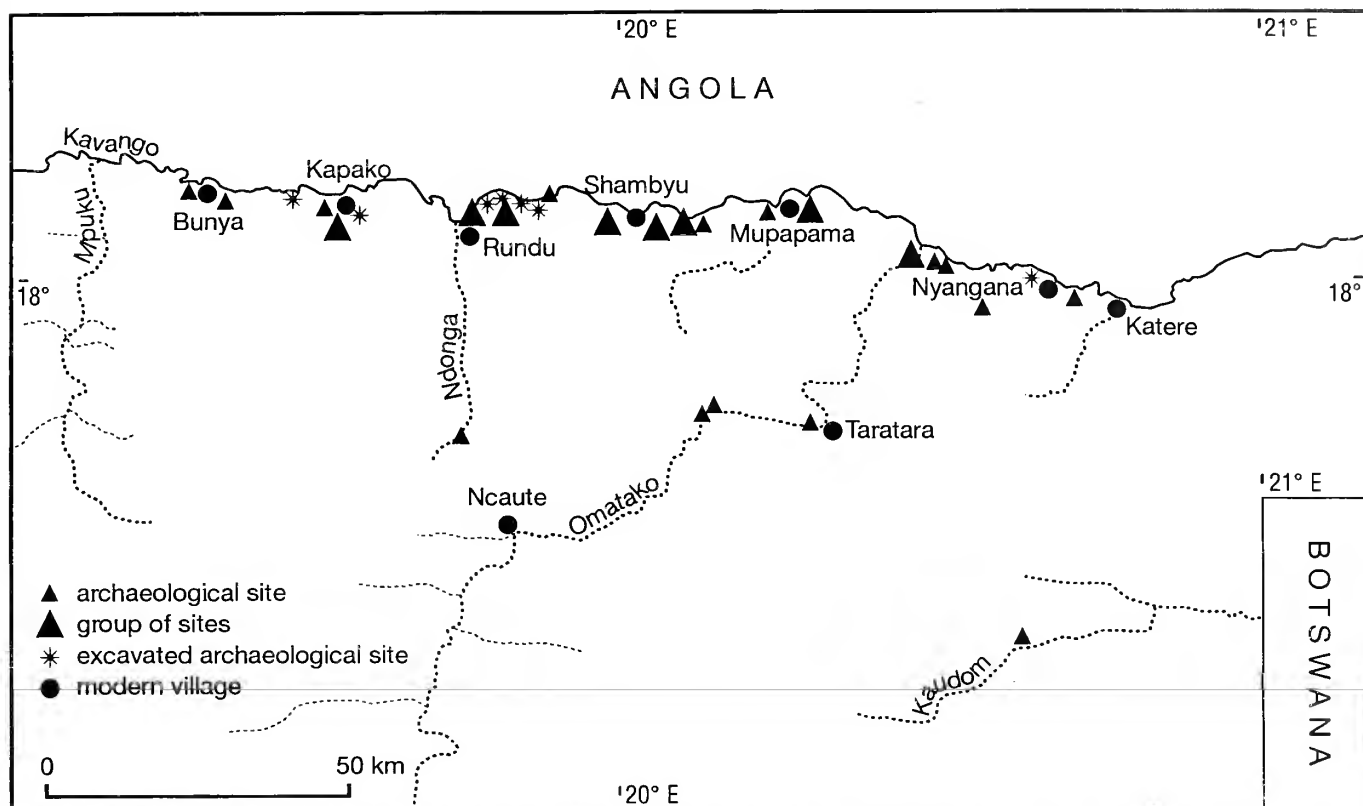 20° E
21° E
ANGOLA
Kavango
Kapako
Shambyu
Mpuku
Bunya
Rundu
Mupapama
18°
Nyangana
18°
Katere
Ndonga
Taratara
21° E
Ncaute
Omatako
BOTSWANA
archaeological site
group of sites
excavated archaeological site
modern village
Kaudom
0 50 km
20° E